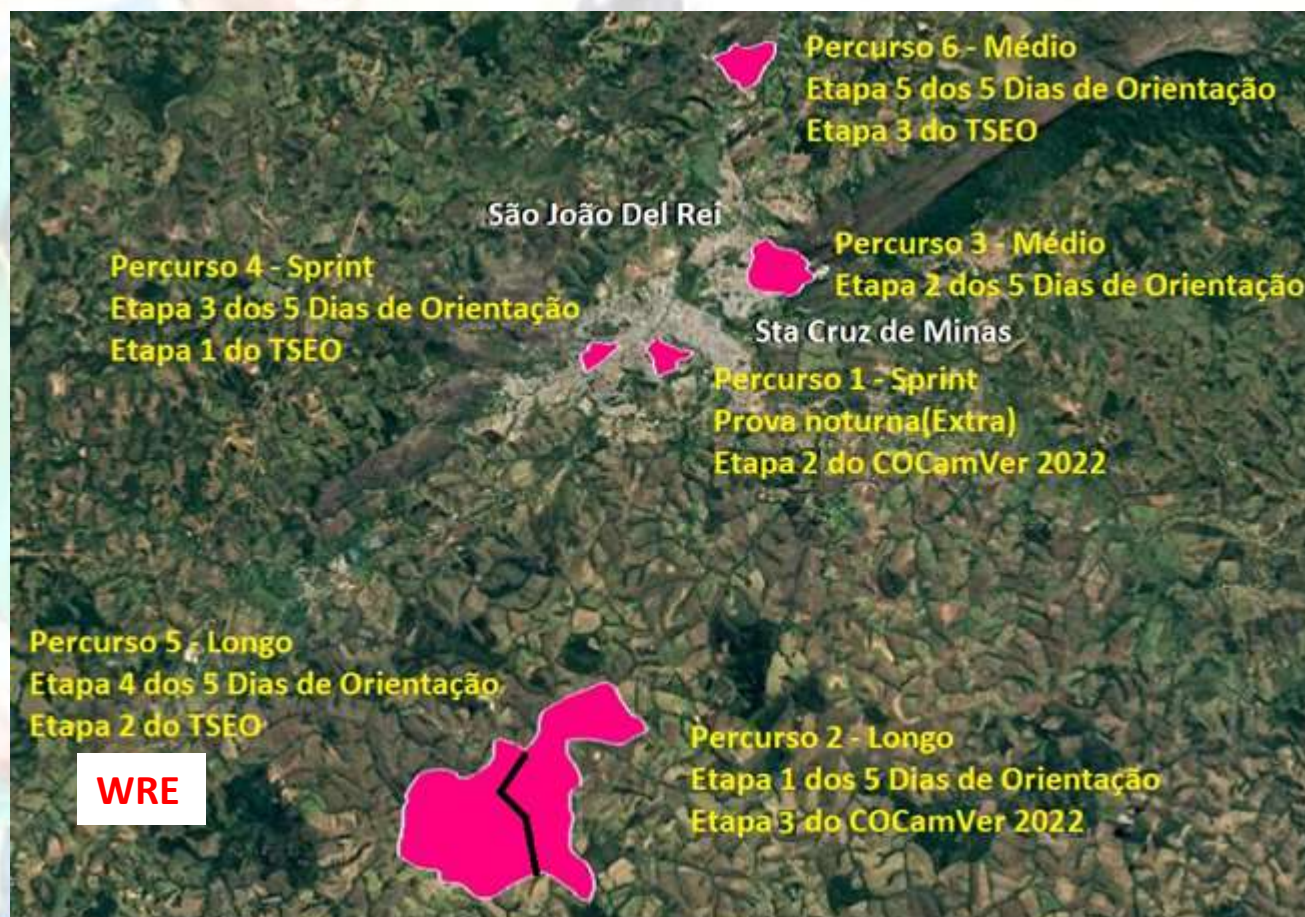 Percurso 6 - Médio
Etapa 5 dos 5 Dias de Orientação
Etapa 3 do TSEO
São João Del Rei
Percurso 3 - Médio
Etapa 2 dos 5 Dias de Orientação
Percurso 4 - Sprint
Etapa 3 dos 5 Dias de Orientação
Etapa 1 do TSEO
Sta Cruz de Minas
Percurso 1 - Sprint
Prova noturna(Extra)
Etapa 2 do COCamVer 2022
Percurso 5 - Longo
Etapa 4 dos 5 Dias de Orientação
Etapa 2 do TSEO
WRE
Percurso 2 - Longo
Etapa 1 dos 5 Dias de Orientação
Etapa 3 do COCamVer 2022